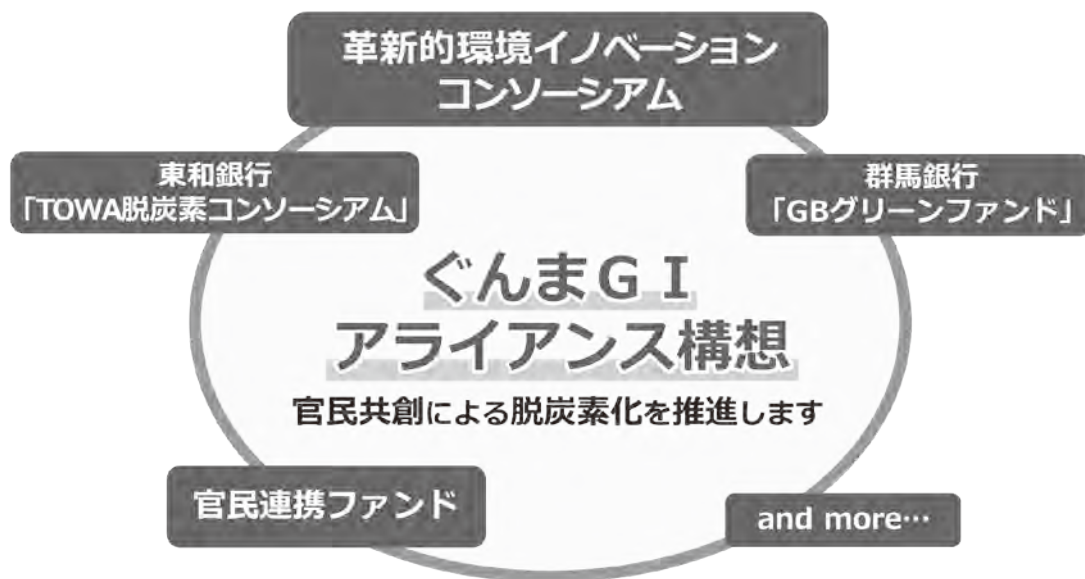 革新的環境イノベーション
コンソーシアム
東和銀行
「TOWA脱炭素コンソーシアム」
群馬銀行
「GBグリーンファンド」
ぐんまＧＩ
アライアンス構想
官民共創による脱炭素化を推進します
官民連携ファンド
and more…